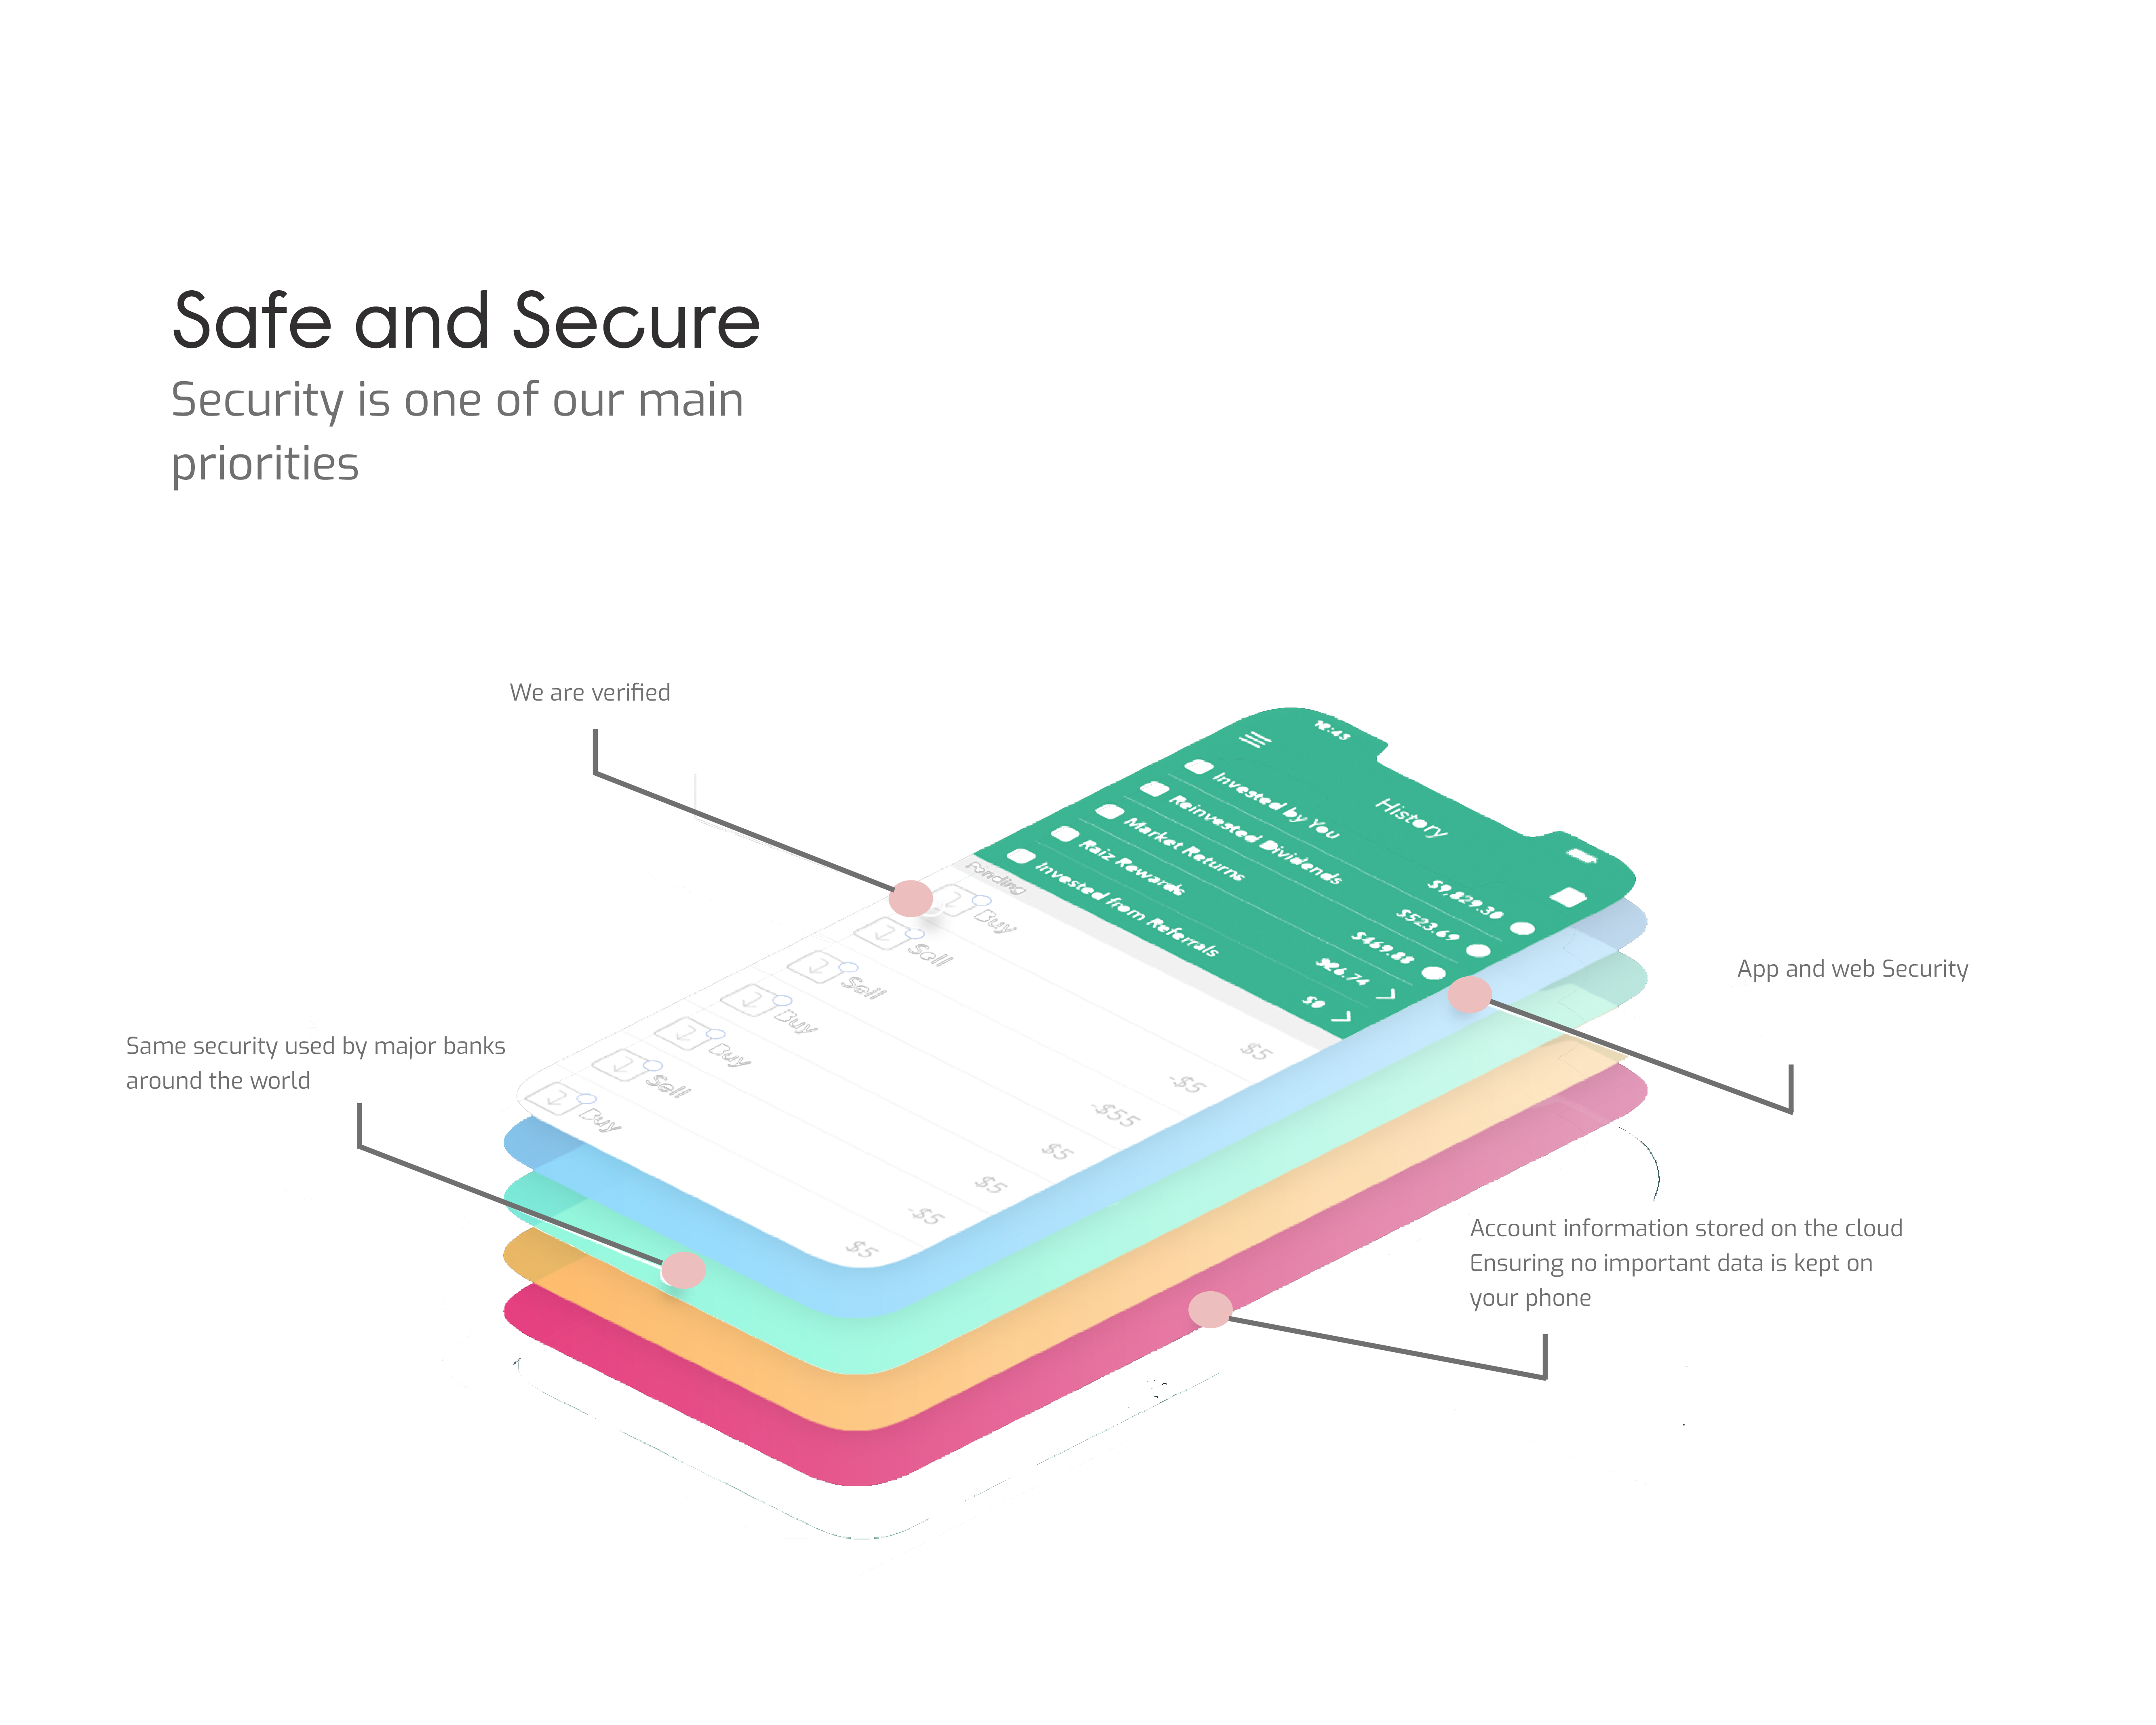 Safe and Secure
Security is one of our main
priorities
We are verified
App and web Security
Same security used by major banks
around the world
Account information stored on the cloud
Ensuring no important data is kept on
your phone
History
Invested by You $9,829.30
Reinvested Dividends $523.69
Market Returns $469.88
Raiz Rewards $26.74
Invested from Referrals $0
Buy $5
Sell -$5
Sell -$55
Buy $5
Buy $5
Sell -$5
Buy $5